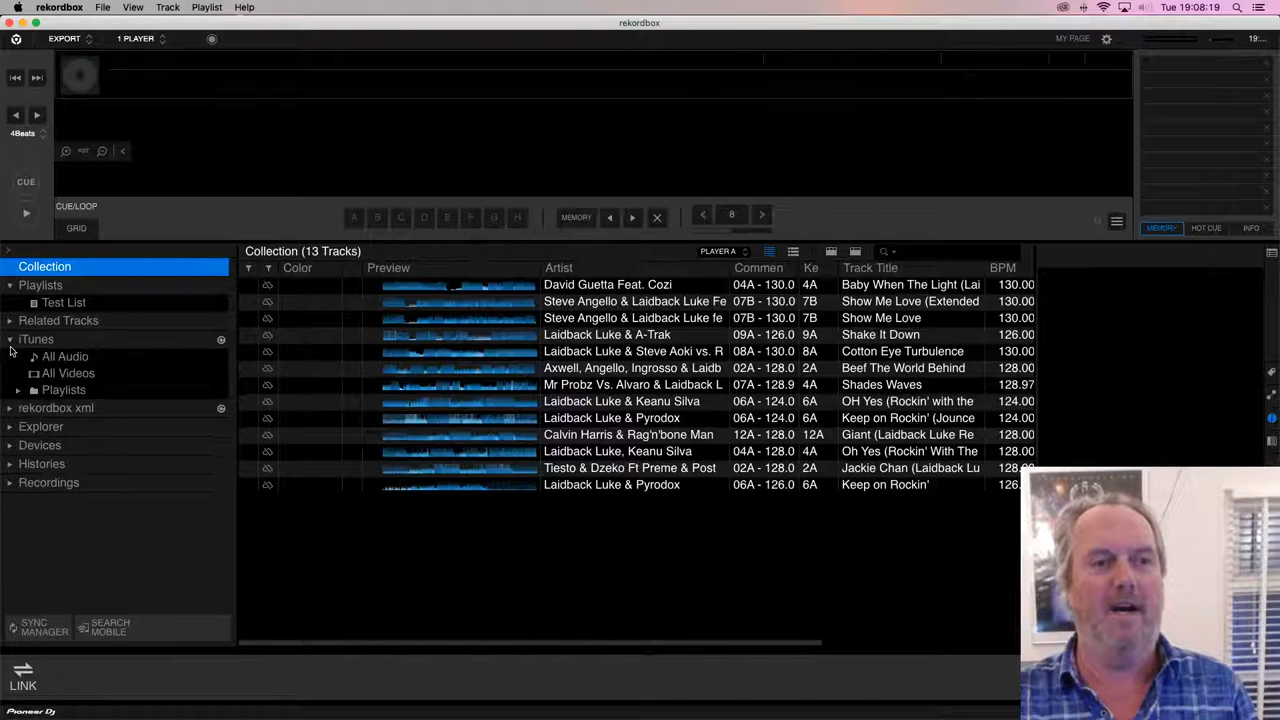 rekordbox File View Track Playlist Help Tue 19:08:19
rekordbox
EXPORT 1 PLAYER MY PAGE 19:...
4Beats
RST
CUE
CUE/LOOP
GRID
A B C D E F G H MEMORY 8
MEMORY HOT CUE INFO
Collection
Playlists
Test List
Related Tracks
iTunes
All Audio
All Videos
Playlists
rekordbox xml
Explorer
Devices
Histories
Recordings
SYNC MANAGER
SEARCH MOBILE
LINK
Pioneer Dj
Collection (13 Tracks) PLAYER A
Color Preview Artist Commen Ke Track Title BPM
David Guetta Feat. Cozi 04A - 130.0 4A Baby When The Light (Lai 130.00
Steve Angello & Laidback Luke Fe 07B - 130.0 7B Show Me Love (Extended 130.00
Steve Angello & Laidback Luke fe 07B - 130.0 7B Show Me Love 130.00
Laidback Luke & A-Trak 09A - 126.0 9A Shake It Down 126.00
Laidback Luke & Steve Aoki vs. R 08A - 130.0 8A Cotton Eye Turbulence 130.00
Axwell, Angello, Ingrosso & Laidb 02A - 128.0 2A Beef The World Behind 128.00
Mr Probz Vs. Alvaro & Laidback L 07A - 128.9 7A Shades Waves 128.97
Laidback Luke & Keanu Silva 06A - 124.0 6A OH Yes (Rockin' with the 124.00
Laidback Luke & Pyrodox 06A - 124.0 6A Keep on Rockin' (Jounce 124.00
Calvin Harris & Rag'n'bone Man 12A - 128.0 12A Giant (Laidback Luke Re 128.00
Laidback Luke, Keanu Silva 04A - 128.0 4A Oh Yes (Rockin' With The 128.00
Tiesto & Dzeko Ft Preme & Post 02A - 128.0 2A Jackie Chan (Laidback Lu 128.0
Laidback Luke & Pyrodox 06A - 126.0 6A Keep on Rockin' 126.